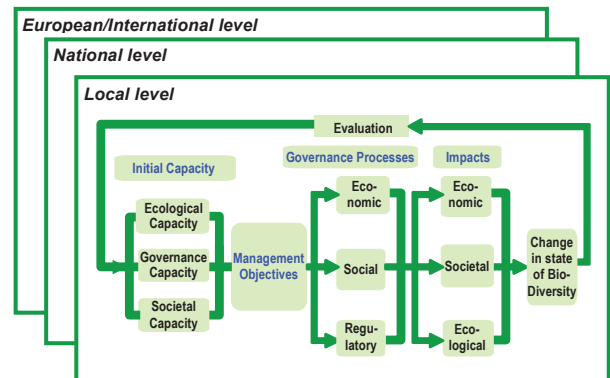 European/International level
National level
Local level
Evaluation
Initial Capacity
Governance Processes
Impacts
Ecological
Capacity
Governance
Capacity
Societal
Capacity
Management
Objectives
Eco-
nomic
Social
Regu-
latory
Eco-
nomic
Societal
Eco-
logical
Change
in state
of Bio-
Diversity